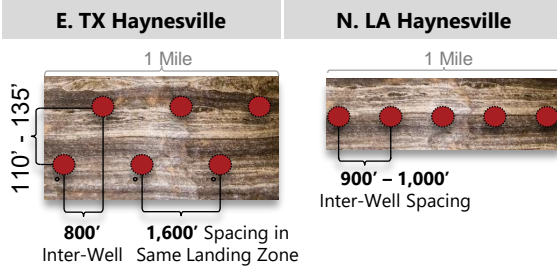 E. TX Haynesville
1 Mile
110’ - 135’
800’
Inter-Well
1,600’ Spacing in
Same Landing Zone
N. LA Haynesville
1 Mile
900’ – 1,000’
Inter-Well Spacing